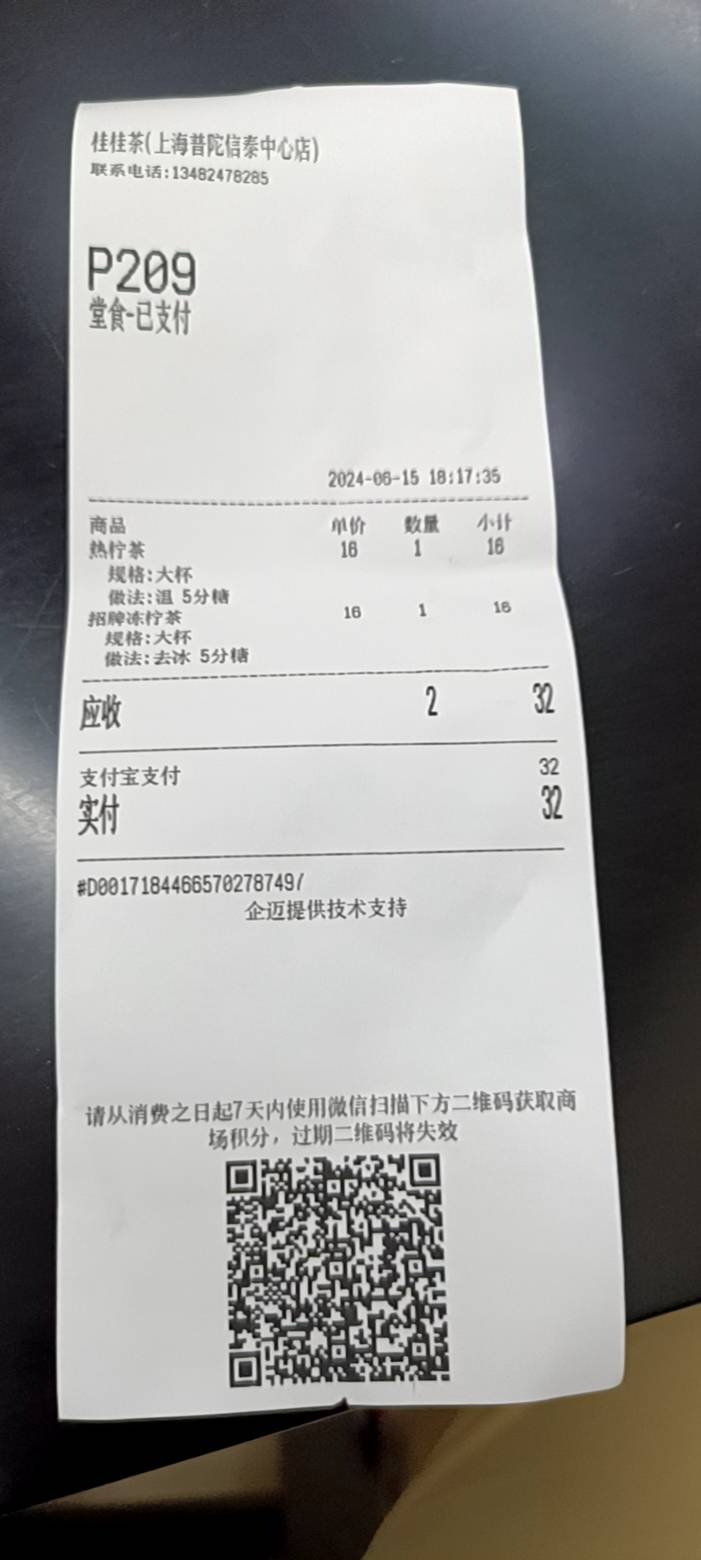 桂桂茶(上海普陀信泰中心店)
联系电话:13482478285
P209
堂食-已支付
2024-06-15 18:17:35
商品 单价 数量 小计
热柠茶 16 1 16
规格:大杯
做法:温 5分糖
招牌冻柠茶 16 1 16
规格:大杯
做法:去冰 5分糖
应收 2 32
支付宝支付 32
实付 32
#D0017184466570278749/
企迈提供技术支持
请从消费之日起7天内使用微信扫描下方二维码获取商
场积分，过期二维码将失效